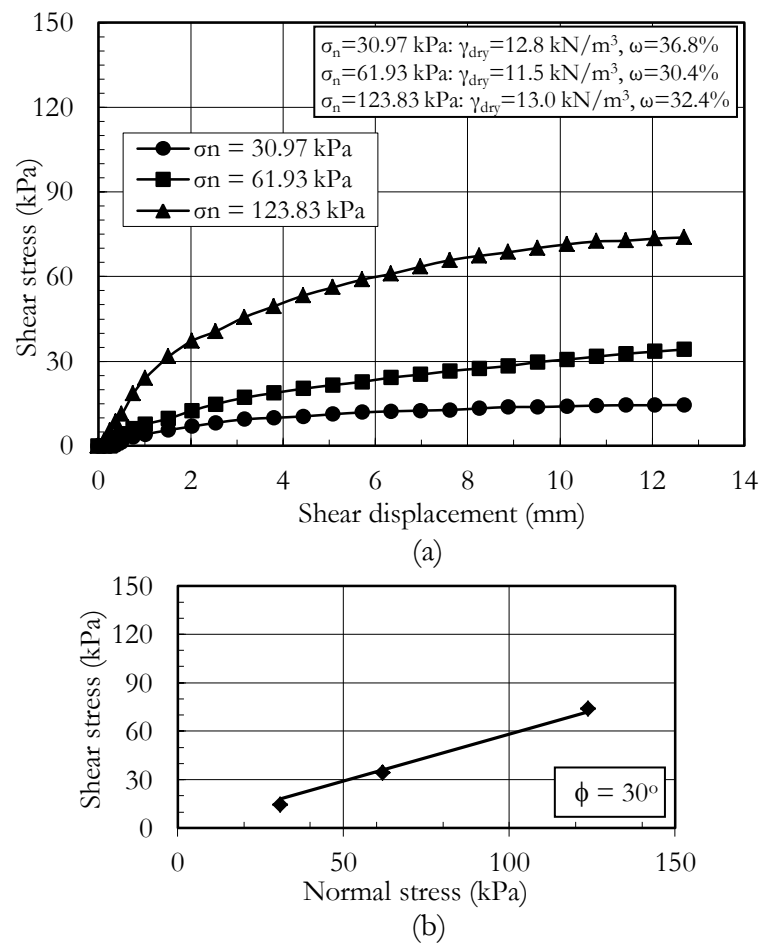 150
σₙ=30.97 kPa: γ_dry=12.8 kN/m³, ω=36.8%
σₙ=61.93 kPa: γ_dry=11.5 kN/m³, ω=30.4%
σₙ=123.83 kPa: γ_dry=13.0 kN/m³, ω=32.4%
120
σn = 30.97 kPa
σn = 61.93 kPa
σn = 123.83 kPa
90
60
30
0
Shear stress (kPa)
0 2 4 6 8 10 12 14
Shear displacement (mm)
(a)
150
120
90
60
30
0
Shear stress (kPa)
ϕ = 30º
0 50 100 150
Normal stress (kPa)
(b)